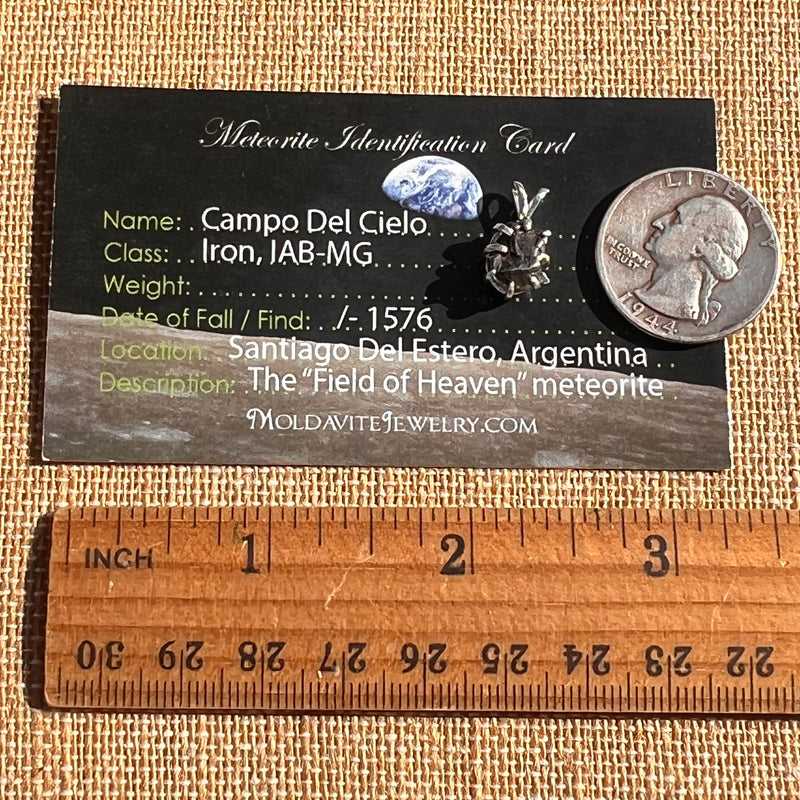 Meteorite Identification Card
Name: . Campo Del Cielo
Class: . Iron, IAB-MG
Weight:
Date of Fall / Find: . ./-. 1576
Location: . Santiago Del Estero, Argentina
Description: . The "Field of Heaven" meteorite
MOLDAVITEJEWELRY.COM
LIBERTY
IN GOD WE
TRUST
1944
INCH 1 2 3
30 29 28 27 26 25 24 23 22